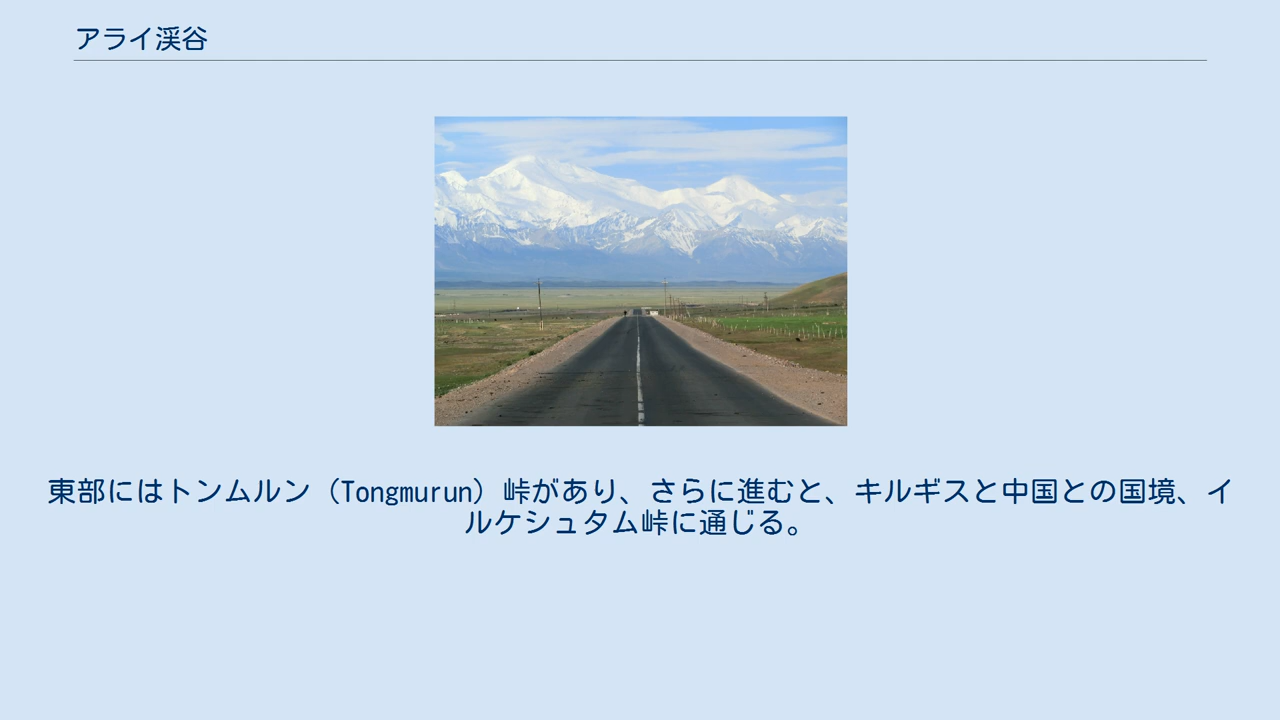 アライ渓谷
東部にはトンムルン（Tongmurun）峠があり、さらに進むと、キルギスと中国との国境、イ
ルケシュタム峠に通じる。